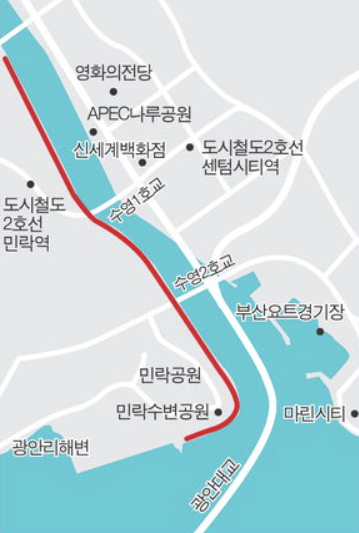 영화의전당
APEC나루공원
신세계백화점
도시철도2호선
센텀시티역
수영1호교
도시철도
2호선
민락역
수영2호교
부산요트경기장
민락공원
민락수변공원
마린시티
광안리해변
광안대교